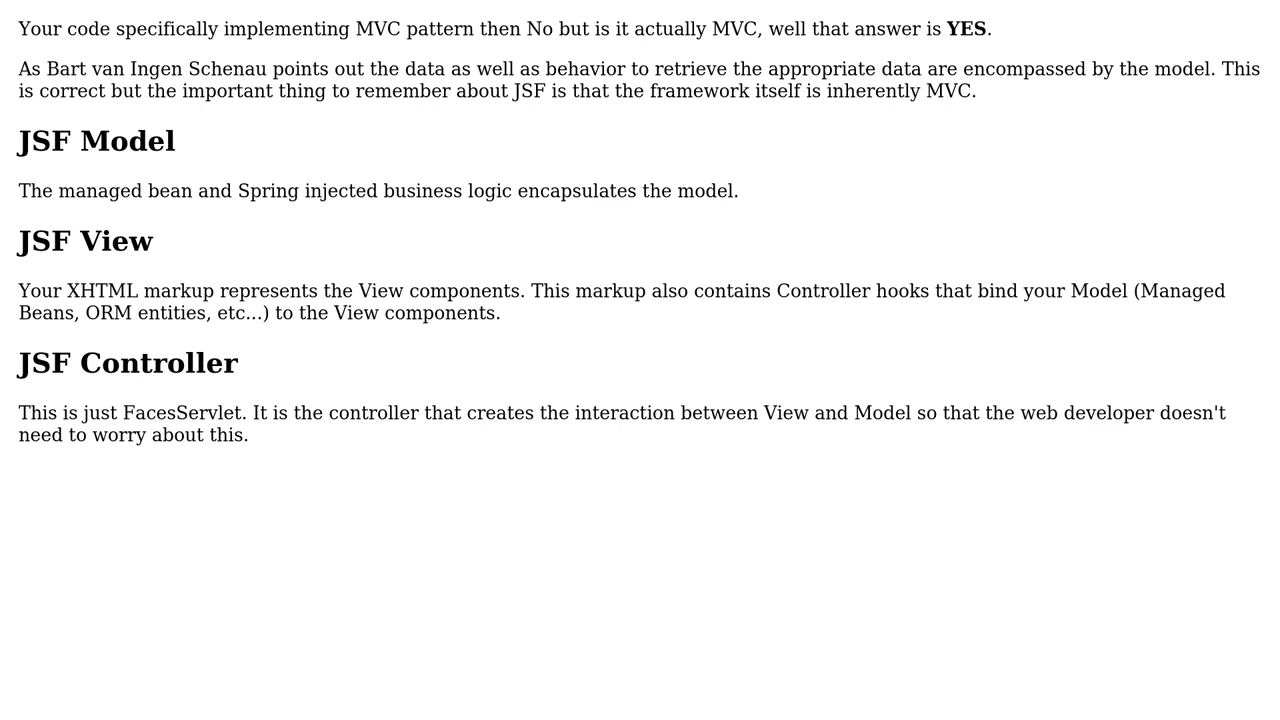 Your code specifically implementing MVC pattern then No but is it actually MVC, well that answer is YES.
As Bart van Ingen Schenau points out the data as well as behavior to retrieve the appropriate data are encompassed by the model. This
is correct but the important thing to remember about JSF is that the framework itself is inherently MVC.
JSF Model
The managed bean and Spring injected business logic encapsulates the model.
JSF View
Your XHTML markup represents the View components. This markup also contains Controller hooks that bind your Model (Managed
Beans, ORM entities, etc...) to the View components.
JSF Controller
This is just FacesServlet. It is the controller that creates the interaction between View and Model so that the web developer doesn't
need to worry about this.